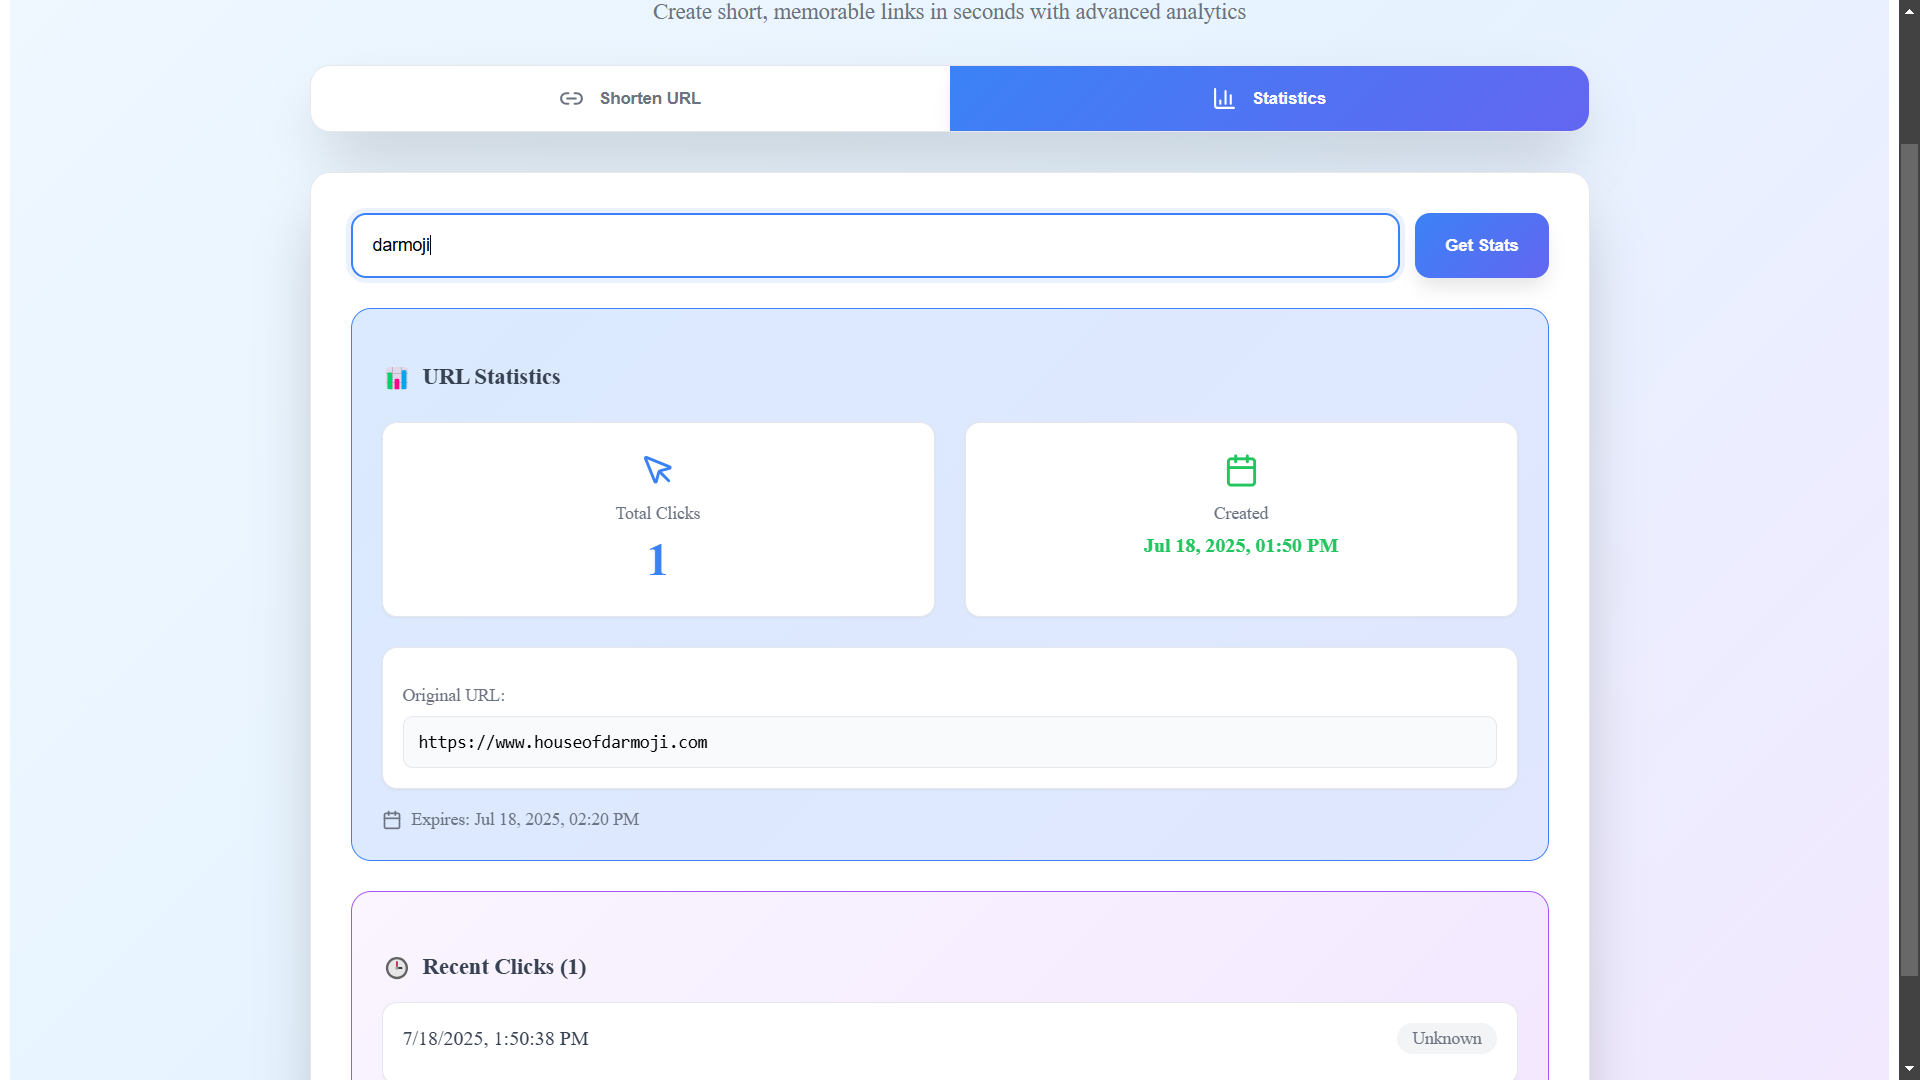 Create short, memorable links in seconds with advanced analytics
Shorten URL
Statistics
darmoji
Get Stats
URL Statistics
Total Clicks
1
Created
Jul 18, 2025, 01:50 PM
Original URL:
https://www.houseofdarmoji.com
Expires: Jul 18, 2025, 02:20 PM
Recent Clicks (1)
7/18/2025, 1:50:38 PM
Unknown